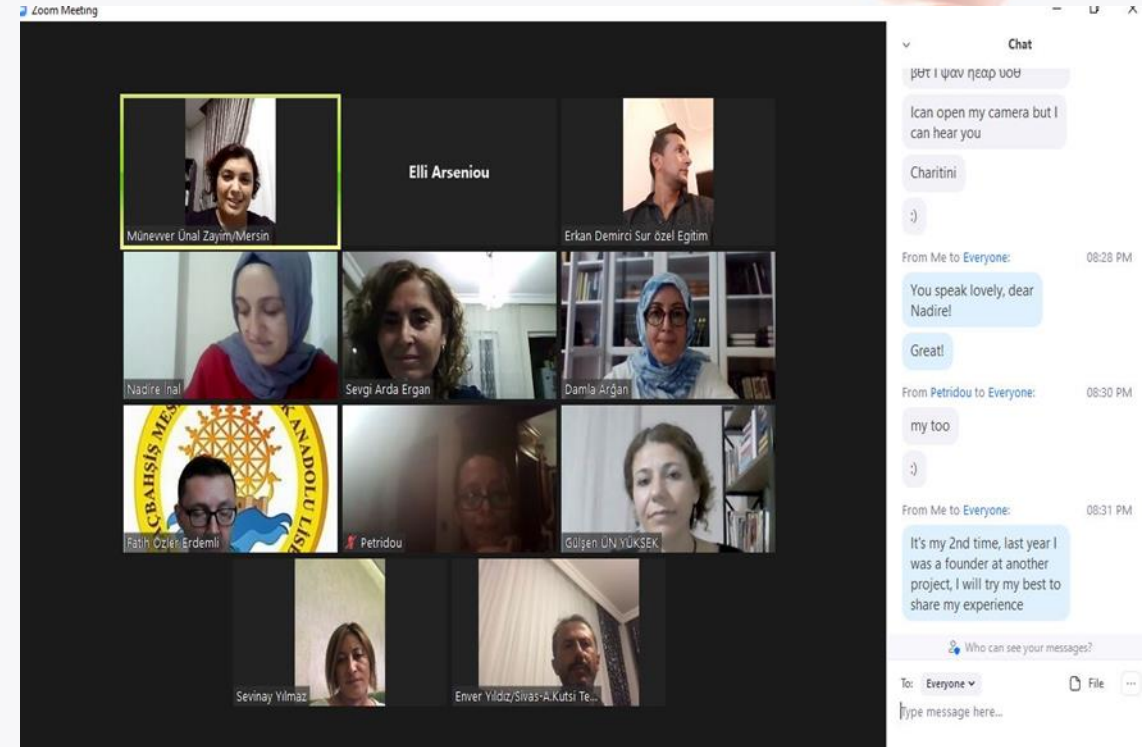 Zoom Meeting
Münevver Ünal Zayim/Mersin
Elli Arseniou
Erkan Demirci Sur özel Egitim
Nadire İnal
Sevgi Arda Ergan
Damla Arğan
ANADOLU LİSE
Fatih Özler Erdemli
Petridou
Gülşen ÜN YÜKSEK
Sevinay Yılmaz
Enver Yıldız/Sivas-A.Kutsi Te...
Chat
Ican open my camera but I
can hear you
Charitini
:)
From Me to Everyone: 08:28 PM
You speak lovely, dear
Nadire!
Great!
From Petridou to Everyone: 08:30 PM
my too
:)
From Me to Everyone: 08:31 PM
It's my 2nd time, last year I
was a founder at another
project, I will try my best to
share my experience
Who can see your messages?
To: Everyone File ...
Type message here...